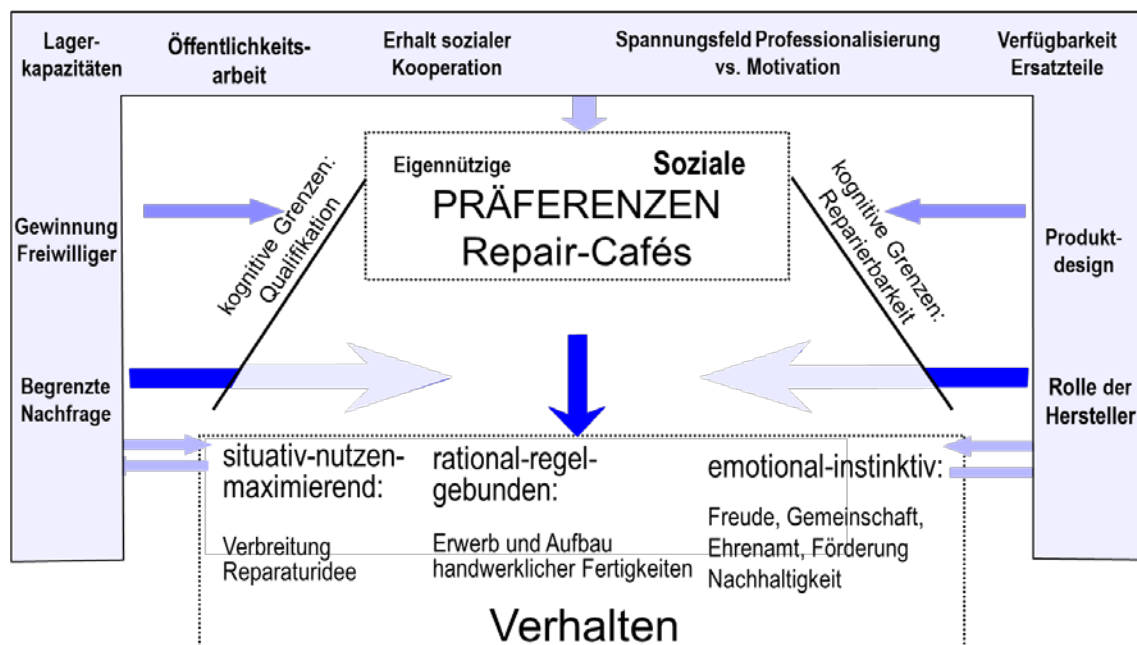 Lager-
kapazitäten
Öffentlichkeits-
arbeit
Erhalt sozialer
Kooperation
Spannungsfeld Professionalisierung
vs. Motivation
Verfügbarkeit
Ersatzteile
Gewinnung
Freiwilliger
Begrenzte
Nachfrage
kognitive Grenzen:
Qualifikation
Eigennützige
Soziale
PRÄFERENZEN
Repair-Cafés
kognitive Grenzen:
Reparierbarkeit
Produkt-
design
Rolle der
Hersteller
situativ-nutzen-
maximierend:
Verbreitung
Reparaturidee
rational-regel-
gebunden:
Erwerb und Aufbau
handwerklicher Fertigkeiten
emotional-instinktiv:
Freude, Gemeinschaft,
Ehrenamt, Förderung
Nachhaltigkeit
Verhalten